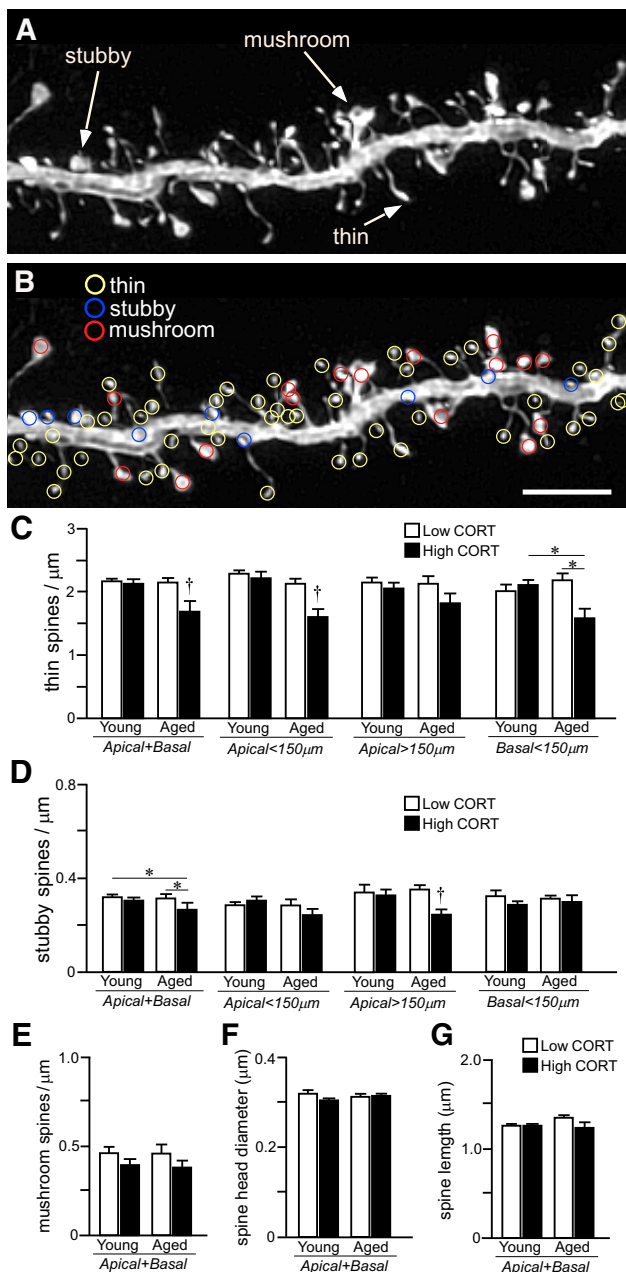 A
stubby
mushroom
thin
B
thin
stubby
mushroom
C
thin spines / μm
3
2
1
0
Low CORT
High CORT
†
†
*
*
Young Aged Young Aged Young Aged Young Aged
Apical+Basal Apical<150μm Apical>150μm Basal<150μm
D
stubby spines / μm
0.8
0.4
0
Low CORT
High CORT
*
*
†
Young Aged Young Aged Young Aged Young Aged
Apical+Basal Apical<150μm Apical>150μm Basal<150μm
E
mushroom spines/μm
1.0
0.5
0
Young Aged
Apical+Basal
F
spine head diameter (μm)
0.4
0.2
0
Young Aged
Apical+Basal
G
Low CORT
High CORT
spine length (μm)
2.0
1.0
0
Young Aged
Apical+Basal